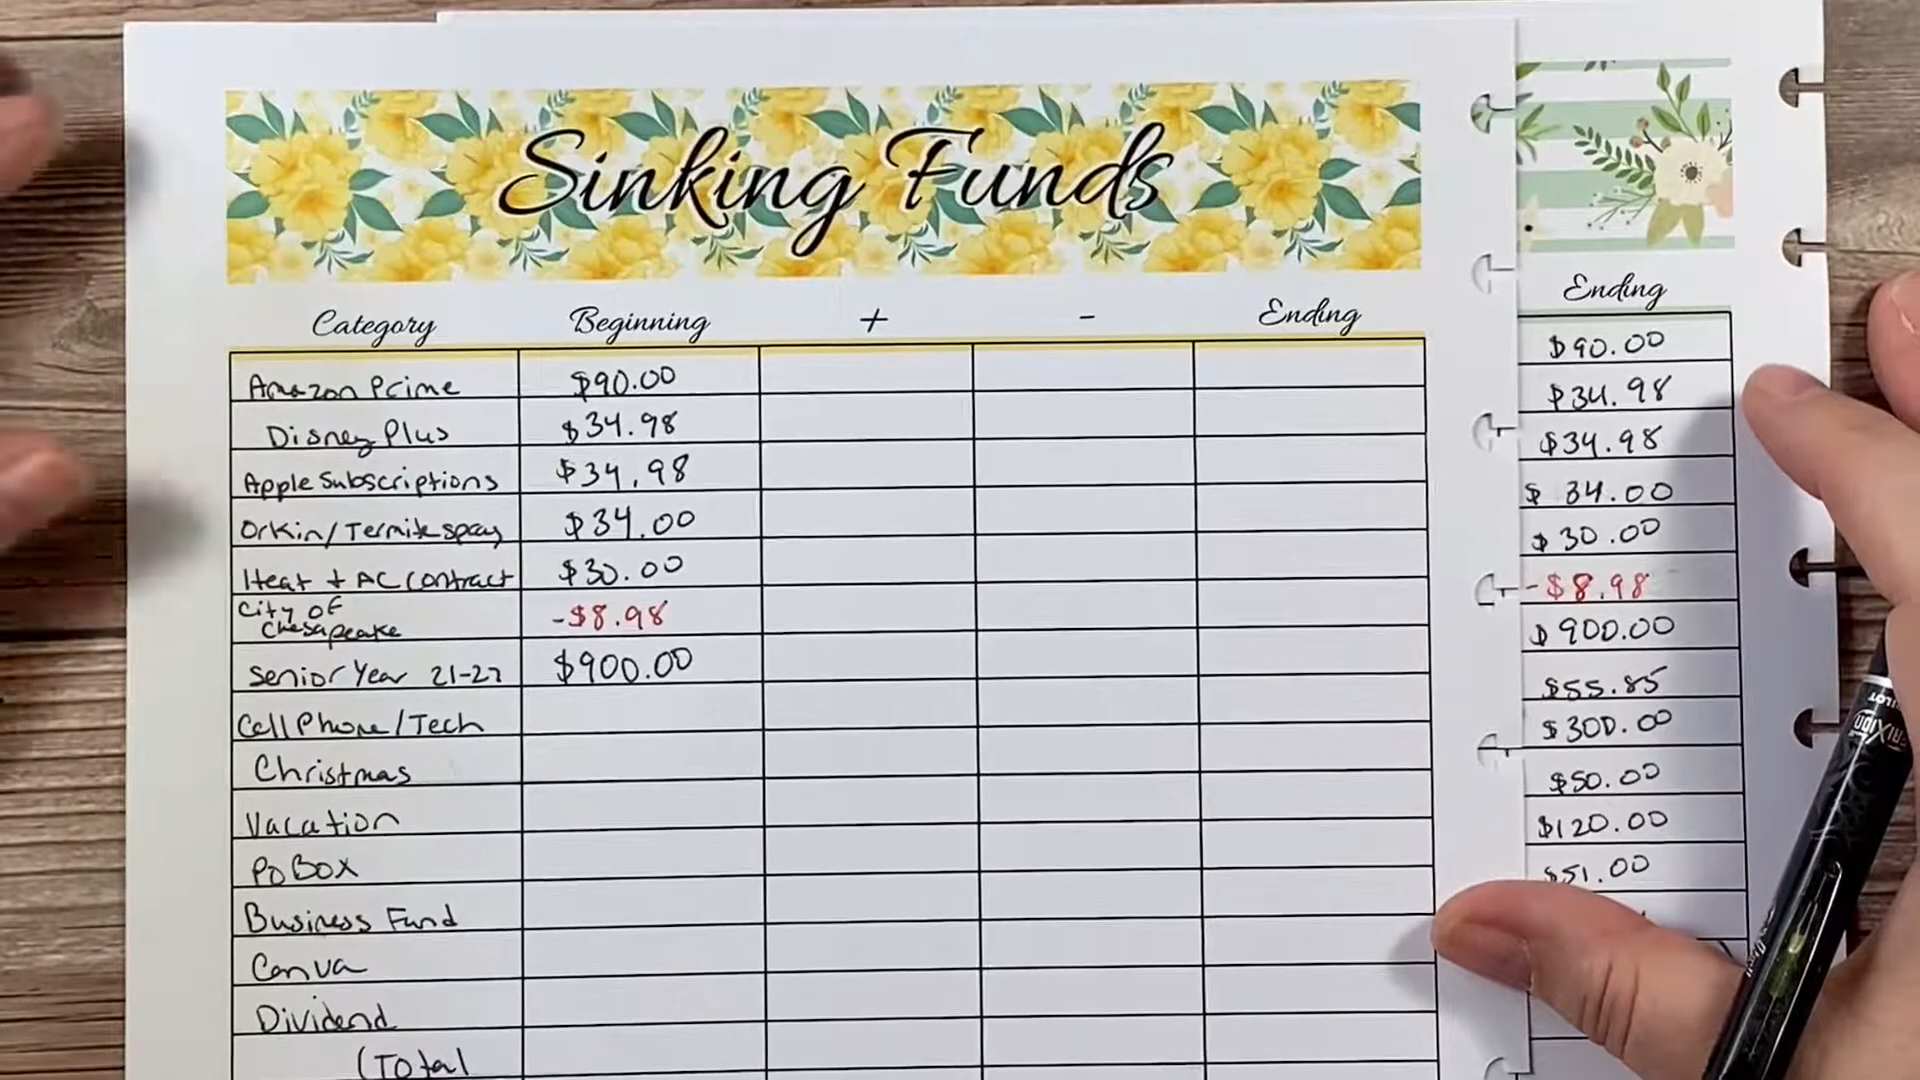 Sinking Funds
Category Beginning + - Ending Ending
Amazon Prime $90.00 $90.00
Disney Plus $34.98 $34.98
Apple Subscriptions $34.98 $34.98
Orkin/Termite spray $34.00 $34.00
Heat + AC Contract $30.00 $30.00
City of
Chesapeake -$8.98 -$8.98
Senior Year 21-22 $900.00 $900.00
Cell Phone/Tech $55.85
Christmas $300.00
Vacation $50.00
PO Box $120.00
Business Fund $51.00
Canva
Dividend
(Total
PILOT
FRIXION